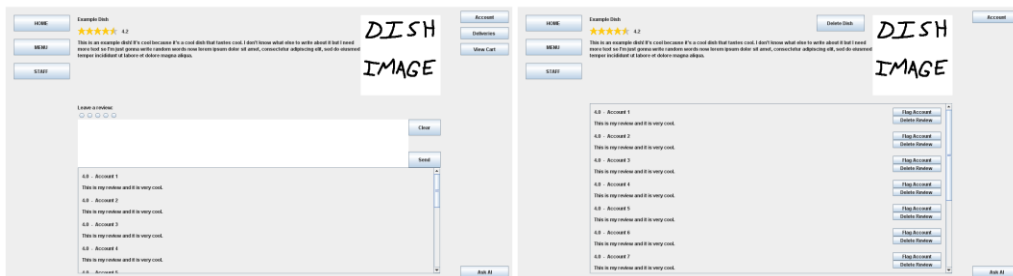 HOME
MENU
STAFF
Example Dish
4.2
This is an example dish! It's cool because it's a cool dish that tastes cool. I don't know what else to write about it but I need
more text so I'm just gonna write random words now lorem ipsum dolor sit amet, consectetur adipiscing elit, sed do eiusmod
tempor incididunt ut labore et dolore magna aliqua.
DISH
IMAGE
Account
Deliveries
View Cart
Leave a review:
Clear
Send
4.0 - Account 1
This is my review and it is very cool.
4.0 - Account 2
This is my review and it is very cool.
4.0 - Account 3
This is my review and it is very cool.
4.0 - Account 4
This is my review and it is very cool.
4.0 - Account 5
Ask AI
HOME
MENU
STAFF
Example Dish
4.2
Delete Dish
This is an example dish! It's cool because it's a cool dish that tastes cool. I don't know what else to write about it but I need
more text so I'm just gonna write random words now lorem ipsum dolor sit amet, consectetur adipiscing elit, sed do eiusmod
tempor incididunt ut labore et dolore magna aliqua.
DISH
IMAGE
Account
4.0 - Account 1
Flag Account
This is my review and it is very cool.
Delete Review
4.0 - Account 2
Flag Account
This is my review and it is very cool.
Delete Review
4.0 - Account 3
Flag Account
This is my review and it is very cool.
Delete Review
4.0 - Account 4
Flag Account
This is my review and it is very cool.
Delete Review
4.0 - Account 5
Flag Account
This is my review and it is very cool.
Delete Review
4.0 - Account 6
Flag Account
This is my review and it is very cool.
Delete Review
4.0 - Account 7
Flag Account
This is my review and it is very cool.
Delete Review
Ask AI